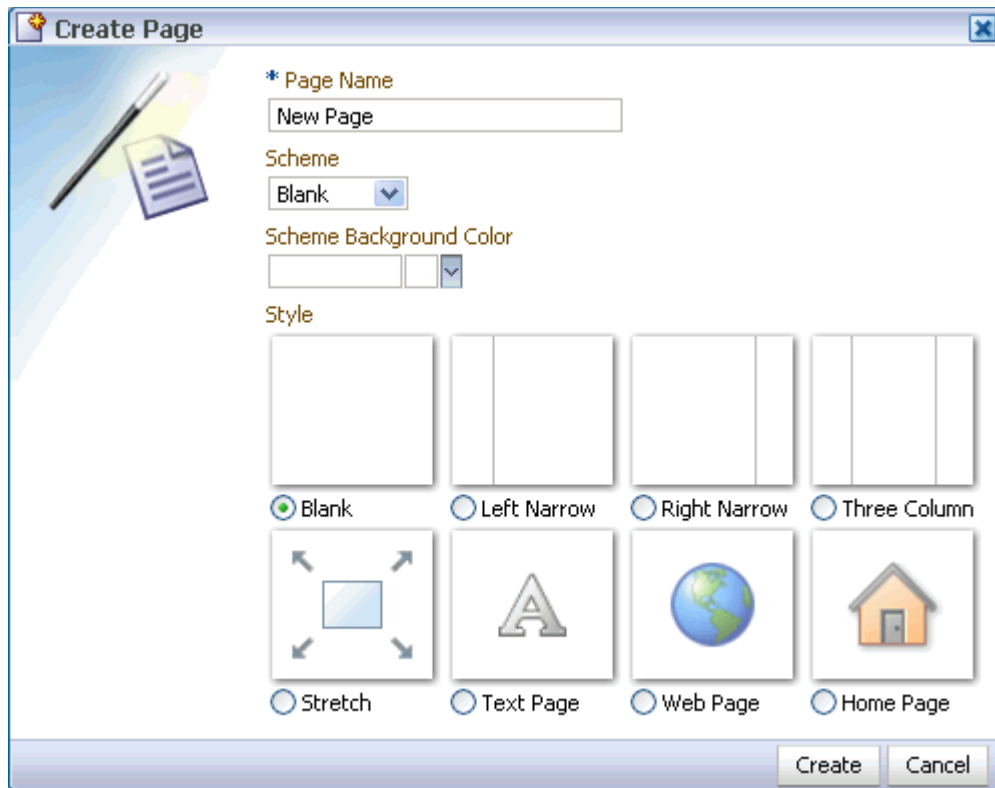 Create Page
* Page Name
New Page
Scheme
Blank
Scheme Background Color
Style
Blank Left Narrow Right Narrow Three Column
A
Stretch Text Page Web Page Home Page
Create Cancel